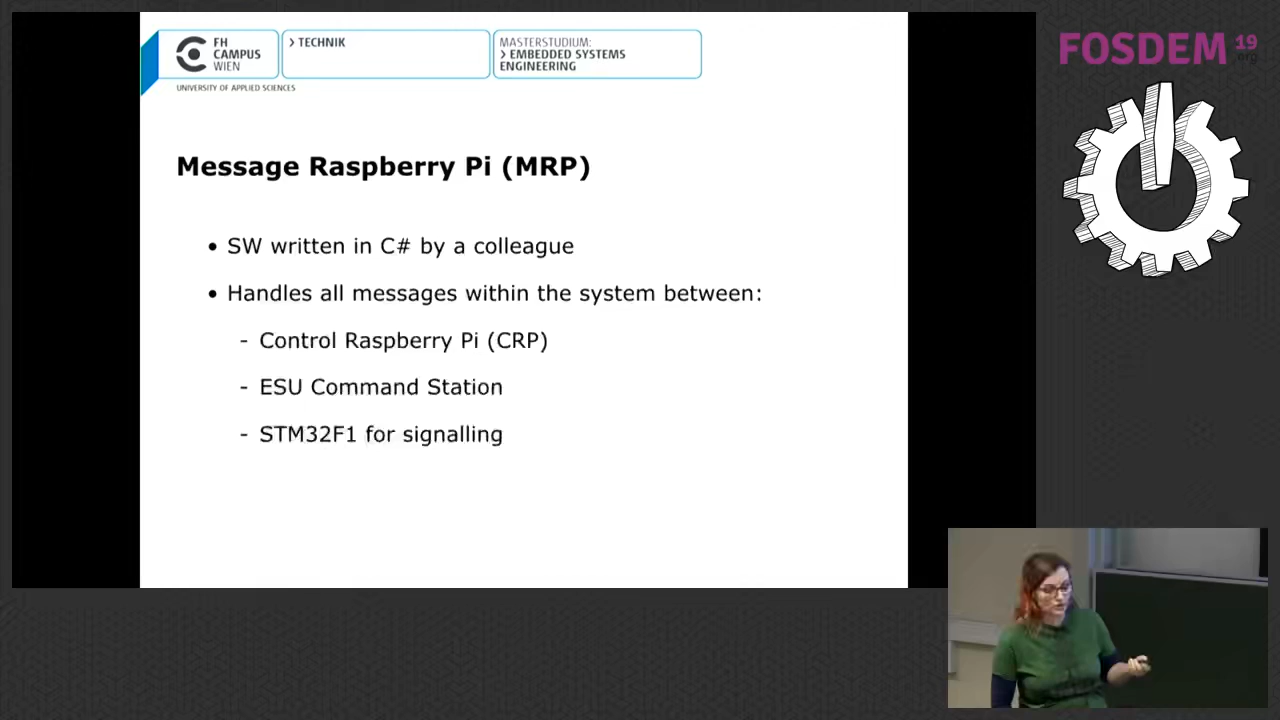 FH
CAMPUS
WIEN
> TECHNIK
MASTERSTUDIUM:
> EMBEDDED SYSTEMS
ENGINEERING
UNIVERSITY OF APPLIED SCIENCES
FOSDEM 19
.org
Message Raspberry Pi (MRP)
• SW written in C# by a colleague
• Handles all messages within the system between:
- Control Raspberry Pi (CRP)
- ESU Command Station
- STM32F1 for signalling